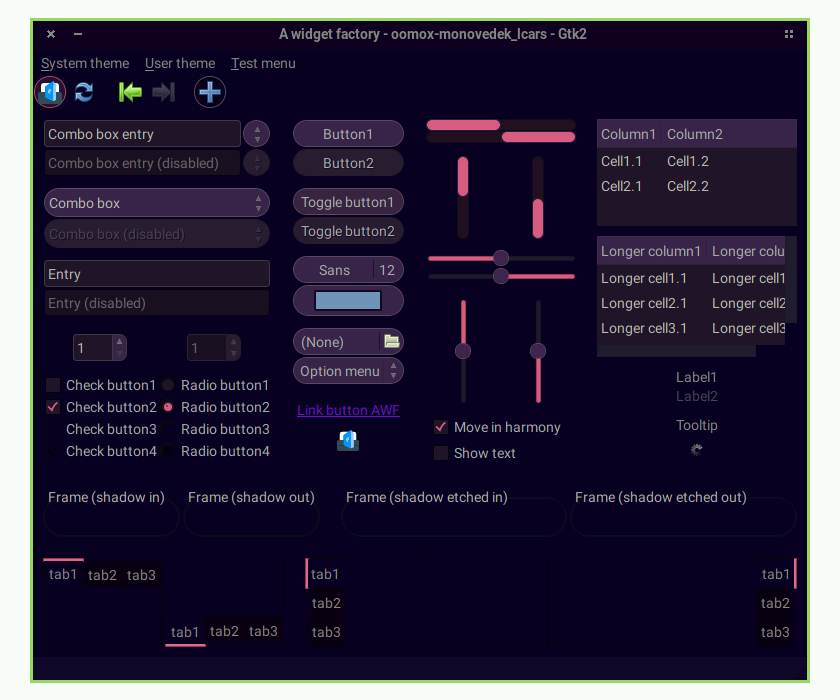 A widget factory - oomox-monovedek_lcars - Gtk2
System theme User theme Test menu
Combo box entry
Combo box entry (disabled)
Combo box
Combo box (disabled)
Entry
Entry (disabled)
1 1
Check button1 Radio button1
Check button2 Radio button2
Check button3 Radio button3
Check button4 Radio button4
Button1
Button2
Toggle button1
Toggle button2
Sans 12
(None)
Option menu
Link button AWF
Move in harmony
Show text
Column1 Column2
Cell1.1 Cell1.2
Cell2.1 Cell2.2
Longer column1 Longer colu
Longer cell1.1 Longer cell1
Longer cell2.1 Longer cell2
Longer cell3.1 Longer cell3
Label1
Label2
Tooltip
Frame (shadow in) Frame (shadow out) Frame (shadow etched in) Frame (shadow etched out)
tab1 tab2 tab3
tab1 tab2 tab3
tab1
tab2
tab3
tab1
tab2
tab3